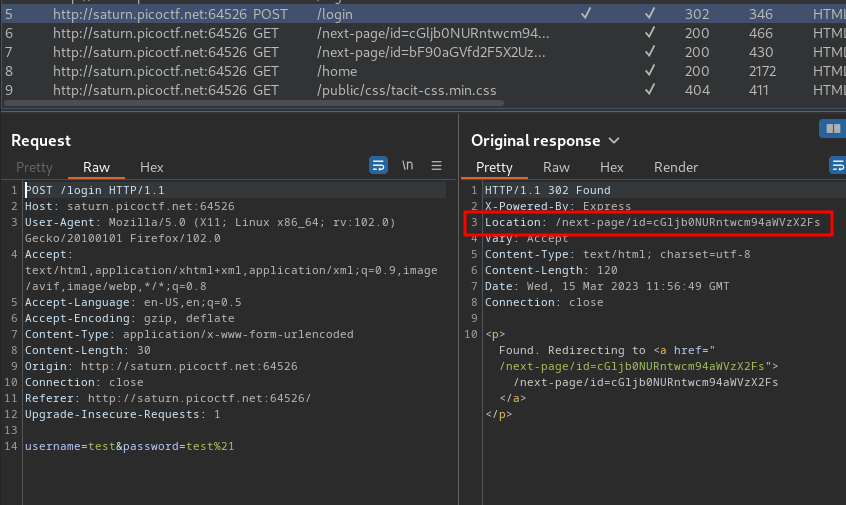 5 http://saturn.picoctf.net:64526 POST /login ✓ ✓ 302 346 HTML
6 http://saturn.picoctf.net:64526 GET /next-page/id=cGljb0NURntwcm94... ✓ 200 466 HTML
7 http://saturn.picoctf.net:64526 GET /next-page/id=bF90aGVfd2F5X2Uz... ✓ 200 430 HTML
8 http://saturn.picoctf.net:64526 GET /home ✓ 200 2172 HTML
9 http://saturn.picoctf.net:64526 GET /public/css/tacit-css.min.css ✓ 404 411 HTML
Request
Pretty Raw Hex \n
1 POST /login HTTP/1.1
2 Host: saturn.picoctf.net:64526
3 User-Agent: Mozilla/5.0 (X11; Linux x86_64; rv:102.0)
Gecko/20100101 Firefox/102.0
4 Accept:
text/html,application/xhtml+xml,application/xml;q=0.9,image
/avif,image/webp,*/*;q=0.8
5 Accept-Language: en-US,en;q=0.5
6 Accept-Encoding: gzip, deflate
7 Content-Type: application/x-www-form-urlencoded
8 Content-Length: 30
9 Origin: http://saturn.picoctf.net:64526
10 Connection: close
11 Referer: http://saturn.picoctf.net:64526/
12 Upgrade-Insecure-Requests: 1
13
14 username=test&password=test%21
Original response
Pretty Raw Hex Render
1 HTTP/1.1 302 Found
2 X-Powered-By: Express
3 Location: /next-page/id=cGljb0NURntwcm94aWVzX2Fs
4 Vary: Accept
5 Content-Type: text/html; charset=utf-8
6 Content-Length: 120
7 Date: Wed, 15 Mar 2023 11:56:49 GMT
8 Connection: close
9
10 <p>
Found. Redirecting to <a href="
/next-page/id=cGljb0NURntwcm94aWVzX2Fs">
/next-page/id=cGljb0NURntwcm94aWVzX2Fs
</a>
</p>